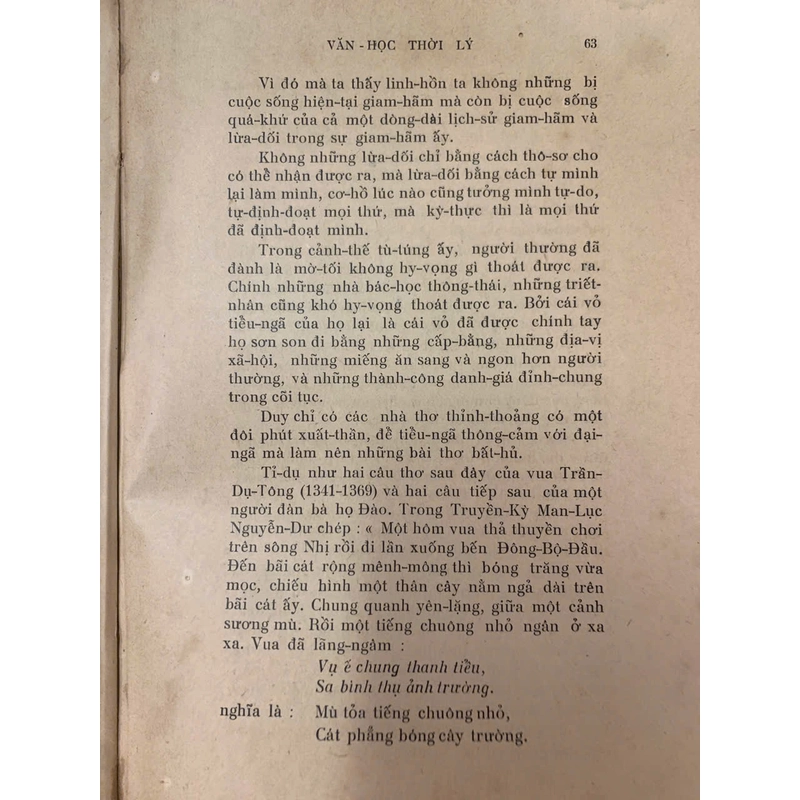 VĂN-HỌC THỜI LÝ 63
Vì đó mà ta thấy linh-hồn ta không những bị
cuộc sống hiện-tại giam-hãm mà còn bị cuộc sống
quá-khứ của cả một dòng-dài lịch-sử giam-hãm và
lừa-dối trong sự giam-hãm ấy.
Không những lừa-dối chỉ bằng cách thô-sơ cho
có thể nhận được ra, mà lừa-dối bằng cách tự mình
lại làm mình, cơ-hồ lúc nào cũng tưởng mình tự-do,
tự-định-đoạt mọi thứ, mà kỳ-thực thì là mọi thứ
đã định-đoạt mình.
Trong cảnh-thế tù-túng ấy, người thường đã
đành là mờ-tối không hy-vọng gì thoát được ra.
Chính những nhà bác-học thông-thái, những triết-
nhân cũng khó hy-vọng thoát được ra. Bởi cái vỏ
tiểu-ngã của họ lại là cái vỏ đã được chính tay
họ sơn son đi bằng những cấp-bằng, những địa-vị
xã-hội, những miếng ăn sang và ngon hơn người
thường, và những thành-công danh-giá đỉnh-chung
trong cõi tục.
Duy chỉ có các nhà thơ thỉnh-thoảng có một
đôi phút xuất-thần, để tiểu-ngã thông-cảm với đại-
ngã mà làm nên những bài thơ bất-hủ.
Tỉ-dụ như hai câu thơ sau đây của vua Trần-
Dụ-Tông (1341-1369) và hai câu tiếp sau của một
người đàn bà họ Đào. Trong Truyền-Kỳ Man-Lục
Nguyễn-Dư chép : « Một hôm vua thả thuyền chơi
trên sông Nhị rồi đi lần xuống bến Đông-Bộ-Đầu.
Đến bãi cát rộng mênh-mông thì bóng trăng vừa
mọc, chiếu hình một thân cây nằm ngả dài trên
bãi cát ấy. Chung quanh yên-lặng, giữa một cảnh
sương mù. Rồi một tiếng chuông nhỏ ngân ở xa
xa. Vua đã lãng-ngâm :
Vụ ế chung thanh tiểu,
Sa bình thụ ảnh trường.
nghĩa là : Mù tỏa tiếng chuông nhỏ,
Cát phẳng bóng cây trường.